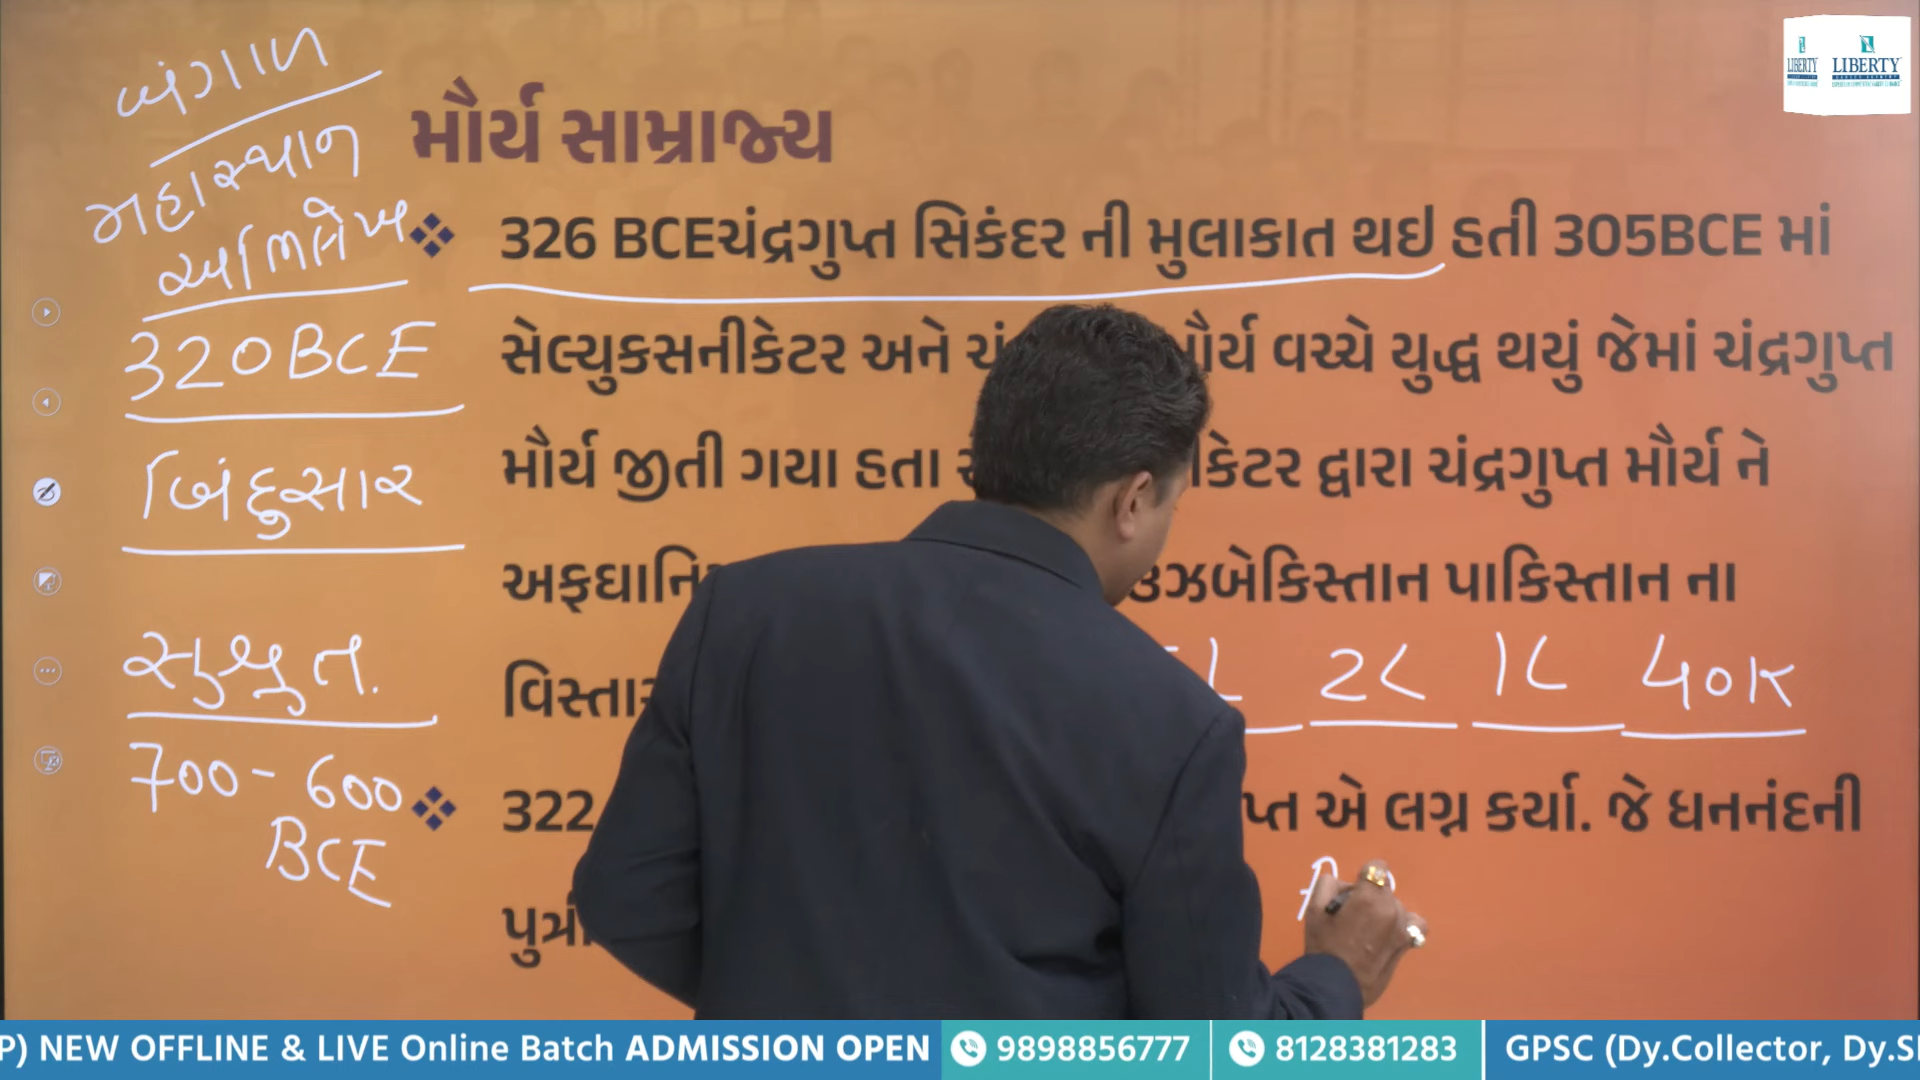 બંગાળ
મહાસ્થાન
અભિલેખ
320 BCE
બિંદુસાર
સુશ્રુત.
700-600
BCE
મૌર્ય સામ્રાજ્ય
326 BCEચંદ્રગુપ્ત સિકંદર ની મુલાકાત થઇ હતી 305BCE માં
સેલ્યુકસનીકેટર અને ચં ર્ય વચ્ચે યુદ્ધ થયું જેમાં ચંદ્રગુપ્ત
મૌર્ય જીતી ગયા હતા કેટર દ્વારા ચંદ્રગુપ્ત મૌર્ય ને
અફઘાનિ ઉઝબેકિસ્તાન પાકિસ્તાન ના
વિસ્તાર L 2L 1L 40K
322 પ્ત એ લગ્ન કર્યા. જે ધનનંદની
પુત્રી
LIBERTY LIBERTY
P) NEW OFFLINE & LIVE Online Batch ADMISSION OPEN 9898856777 8128381283 GPSC (Dy.Collector, Dy.S